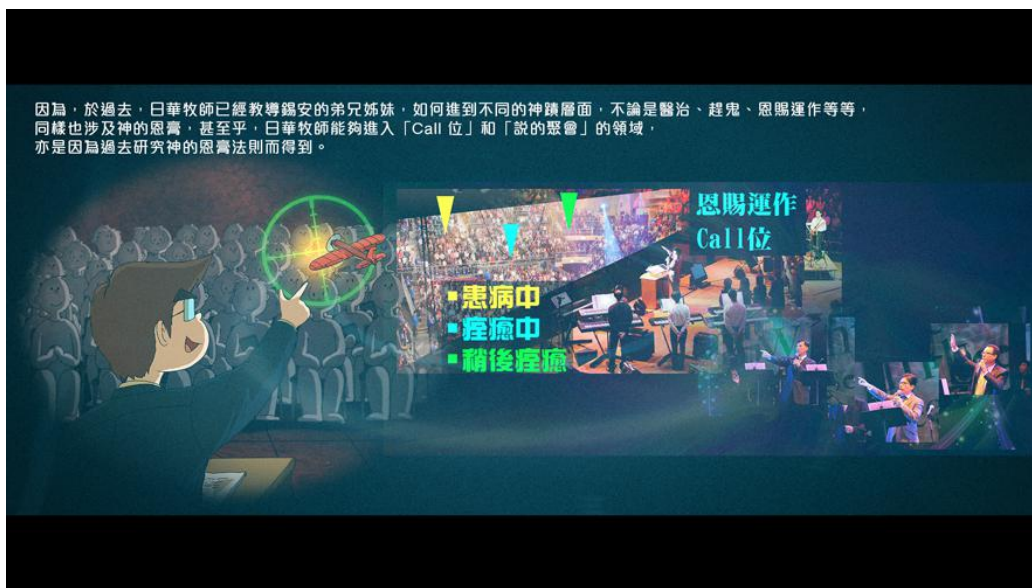 因為，於過去，日華牧師已經教導錫安的弟兄姊妹，如何進到不同的神蹟層面，不論是醫治、趕鬼、恩賜運作等等，
同樣也涉及神的恩膏，甚至乎，日華牧師能夠進入「Call 位」和「說的聚會」的領域，
亦是因為過去研究神的恩膏法則而得到。
恩賜運作
Call位
▪患病中
▪痊癒中
▪稍後痊癒